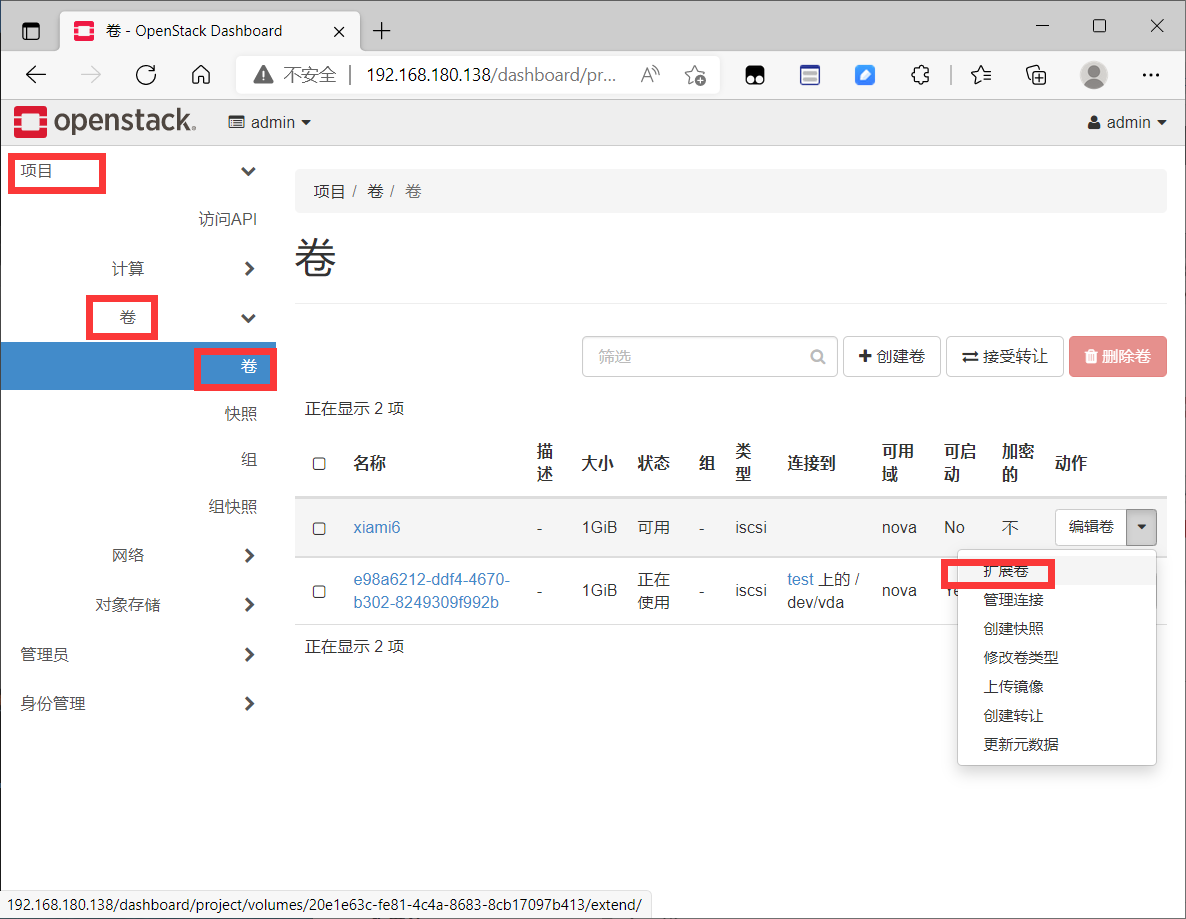 卷 - OpenStack Dashboard
不安全
192.168.180.138/dashboard/pr...
openstack.
admin
admin
项目
访问API
计算
卷
卷
快照
组
组快照
网络
对象存储
管理员
身份管理
项目 / 卷 / 卷
卷
筛选
创建卷
接受转让
删除卷
正在显示 2 项
名称 描述 大小 状态 组 类型 连接到 可用域 可启动 加密的 动作
xiami6 - 1GiB 可用 - iscsi nova No 不 编辑卷
e98a6212-ddf4-4670-b302-8249309f992b - 1GiB 正在使用 - iscsi test 上的 /dev/vda nova
正在显示 2 项
扩展卷
管理连接
创建快照
修改卷类型
上传镜像
创建转让
更新元数据
192.168.180.138/dashboard/project/volumes/20e1e63c-fe81-4c4a-8683-8cb17097b413/extend/